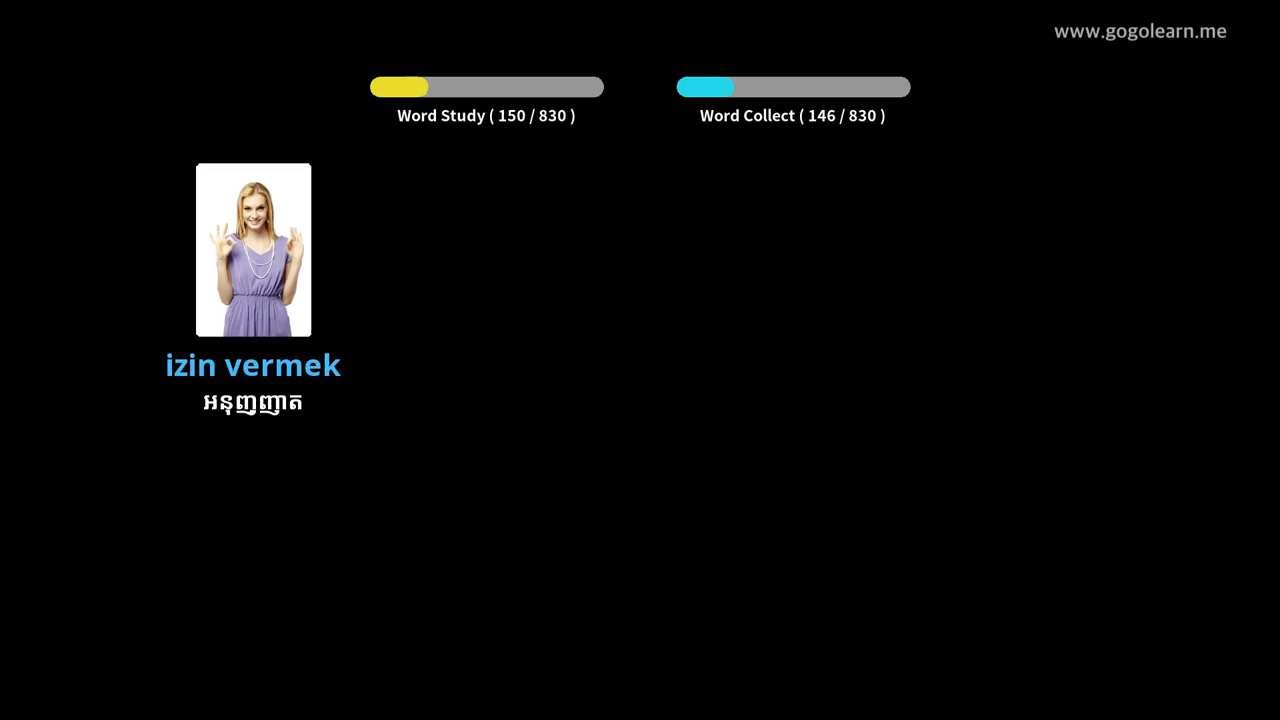 www.gogolearn.me
Word Study ( 150 / 830 )
Word Collect ( 146 / 830 )
izin vermek
អនុញ្ញាត